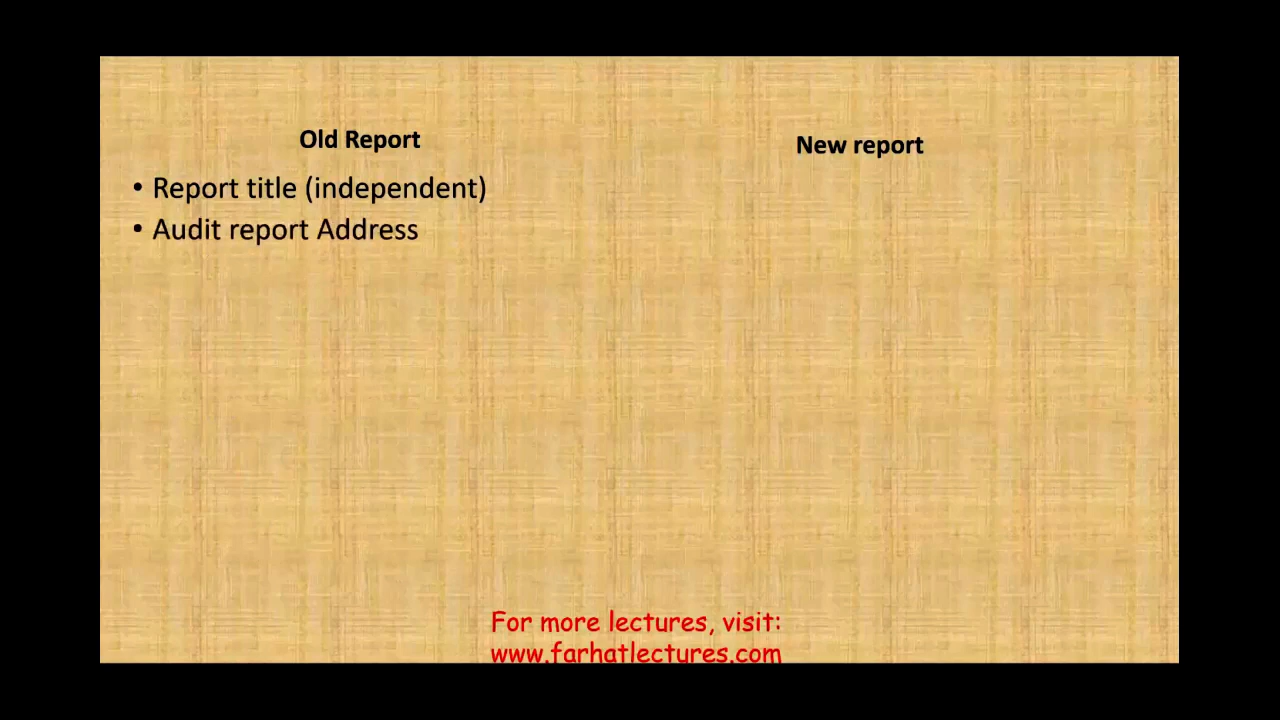 Old Report
New report
• Report title (independent)
• Audit report Address
For more lectures, visit:
www.farhatlectures.com